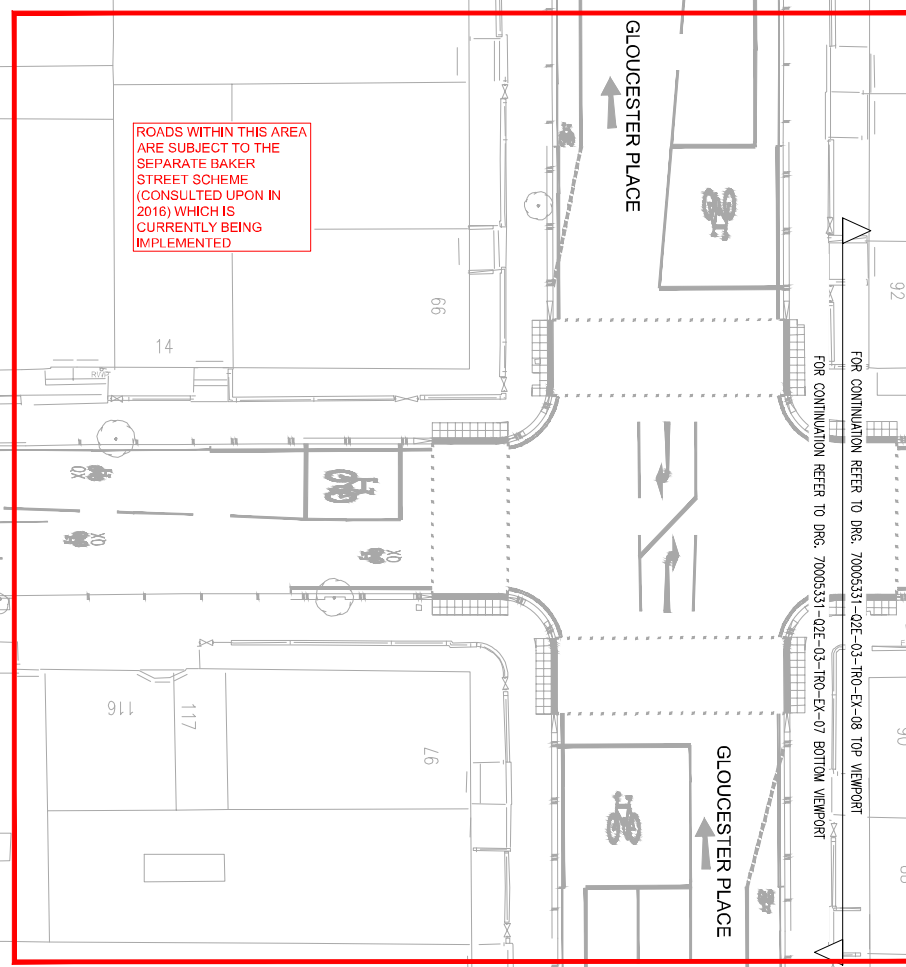 GLOUCESTER PLACE
ROADS WITHIN THIS AREA
ARE SUBJECT TO THE
SEPARATE BAKER
STREET SCHEME
(CONSULTED UPON IN
2016) WHICH IS
CURRENTLY BEING
IMPLEMENTED
92
66
14
FOR CONTINUATION REFER TO DRG. 70005331-Q2E-03-TRO-EX-08 TOP VIEWPORT
FOR CONTINUATION REFER TO DRG. 70005331-Q2E-03-TRO-EX-07 BOTTOM VIEWPORT
116
117
76
90
GLOUCESTER PLACE